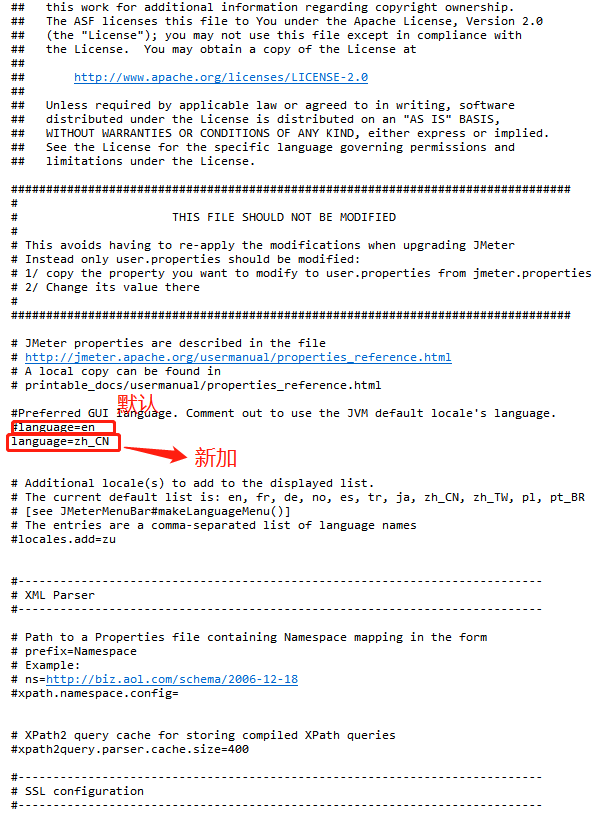 ##   this work for additional information regarding copyright ownership.
##   The ASF licenses this file to You under the Apache License, Version 2.0
##   (the "License"); you may not use this file except in compliance with
##   the License.  You may obtain a copy of the License at
##
##       http://www.apache.org/licenses/LICENSE-2.0
##
##   Unless required by applicable law or agreed to in writing, software
##   distributed under the License is distributed on an "AS IS" BASIS,
##   WITHOUT WARRANTIES OR CONDITIONS OF ANY KIND, either express or implied.
##   See the License for the specific language governing permissions and
##   limitations under the License.
################################################################################
#
#                      THIS FILE SHOULD NOT BE MODIFIED
#
# This avoids having to re-apply the modifications when upgrading JMeter
# Instead only user.properties should be modified:
# 1/ copy the property you want to modify to user.properties from jmeter.properties
# 2/ Change its value there
#
################################################################################
# JMeter properties are described in the file
# http://jmeter.apache.org/usermanual/properties_reference.html
# A local copy can be found in
# printable_docs/usermanual/properties_reference.html
默认
#Preferred GUI language. Comment out to use the JVM default locale's language.
#language=en
language=zh_CN
新加
# Additional locale(s) to add to the displayed list.
# The current default list is: en, fr, de, no, es, tr, ja, zh_CN, zh_TW, pl, pt_BR
# [see JMeterMenuBar#makeLanguageMenu()]
# The entries are a comma-separated list of language names
#locales.add=zu
#---------------------------------------------------------------------------
# XML Parser
#---------------------------------------------------------------------------
# Path to a Properties file containing Namespace mapping in the form
# prefix=Namespace
# Example:
# ns=http://biz.aol.com/schema/2006-12-18
#xpath.namespace.config=
# XPath2 query cache for storing compiled XPath queries
#xpath2query.parser.cache.size=400
#---------------------------------------------------------------------------
# SSL configuration
#---------------------------------------------------------------------------